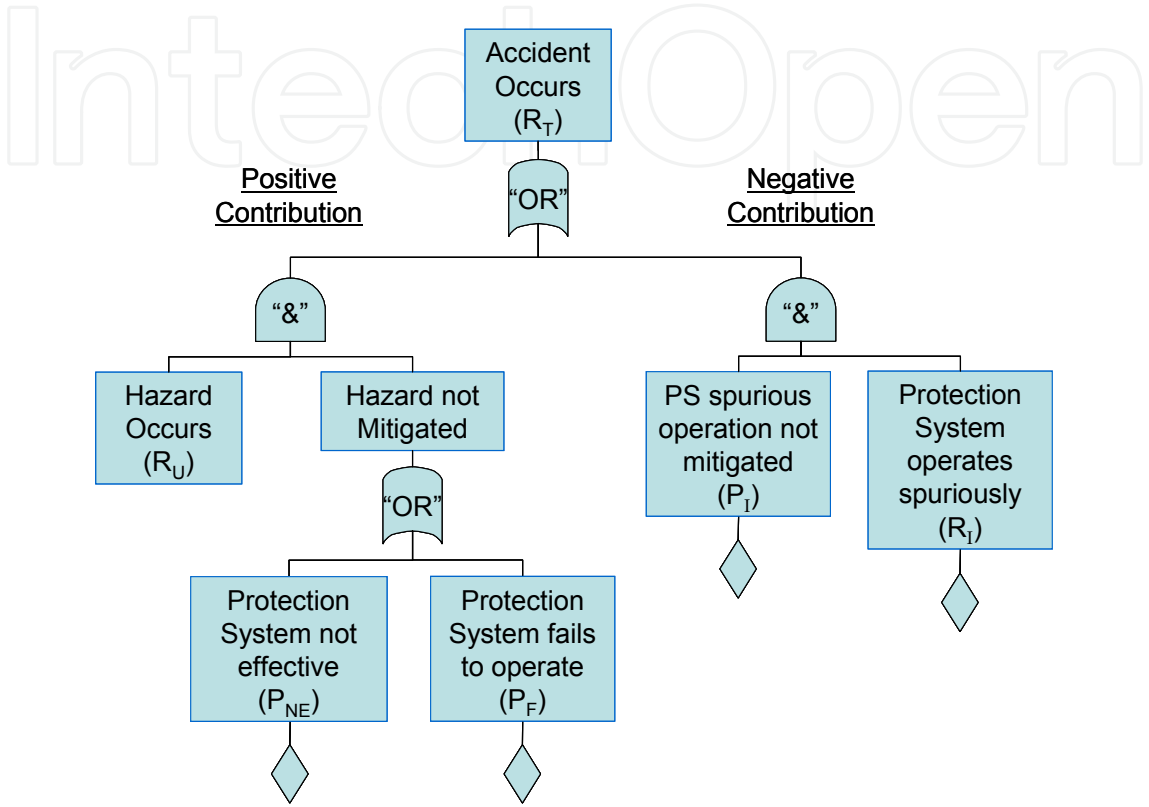 IntechOpen
Accident
Occurs
(R_T)
"OR"
Positive
Contribution
Negative
Contribution
"&"
"&"
Hazard
Occurs
(R_U)
Hazard not
Mitigated
PS spurious
operation not
mitigated
(P_I)
Protection
System
operates
spuriously
(R_I)
"OR"
Protection
System not
effective
(P_NE)
Protection
System fails
to operate
(P_F)